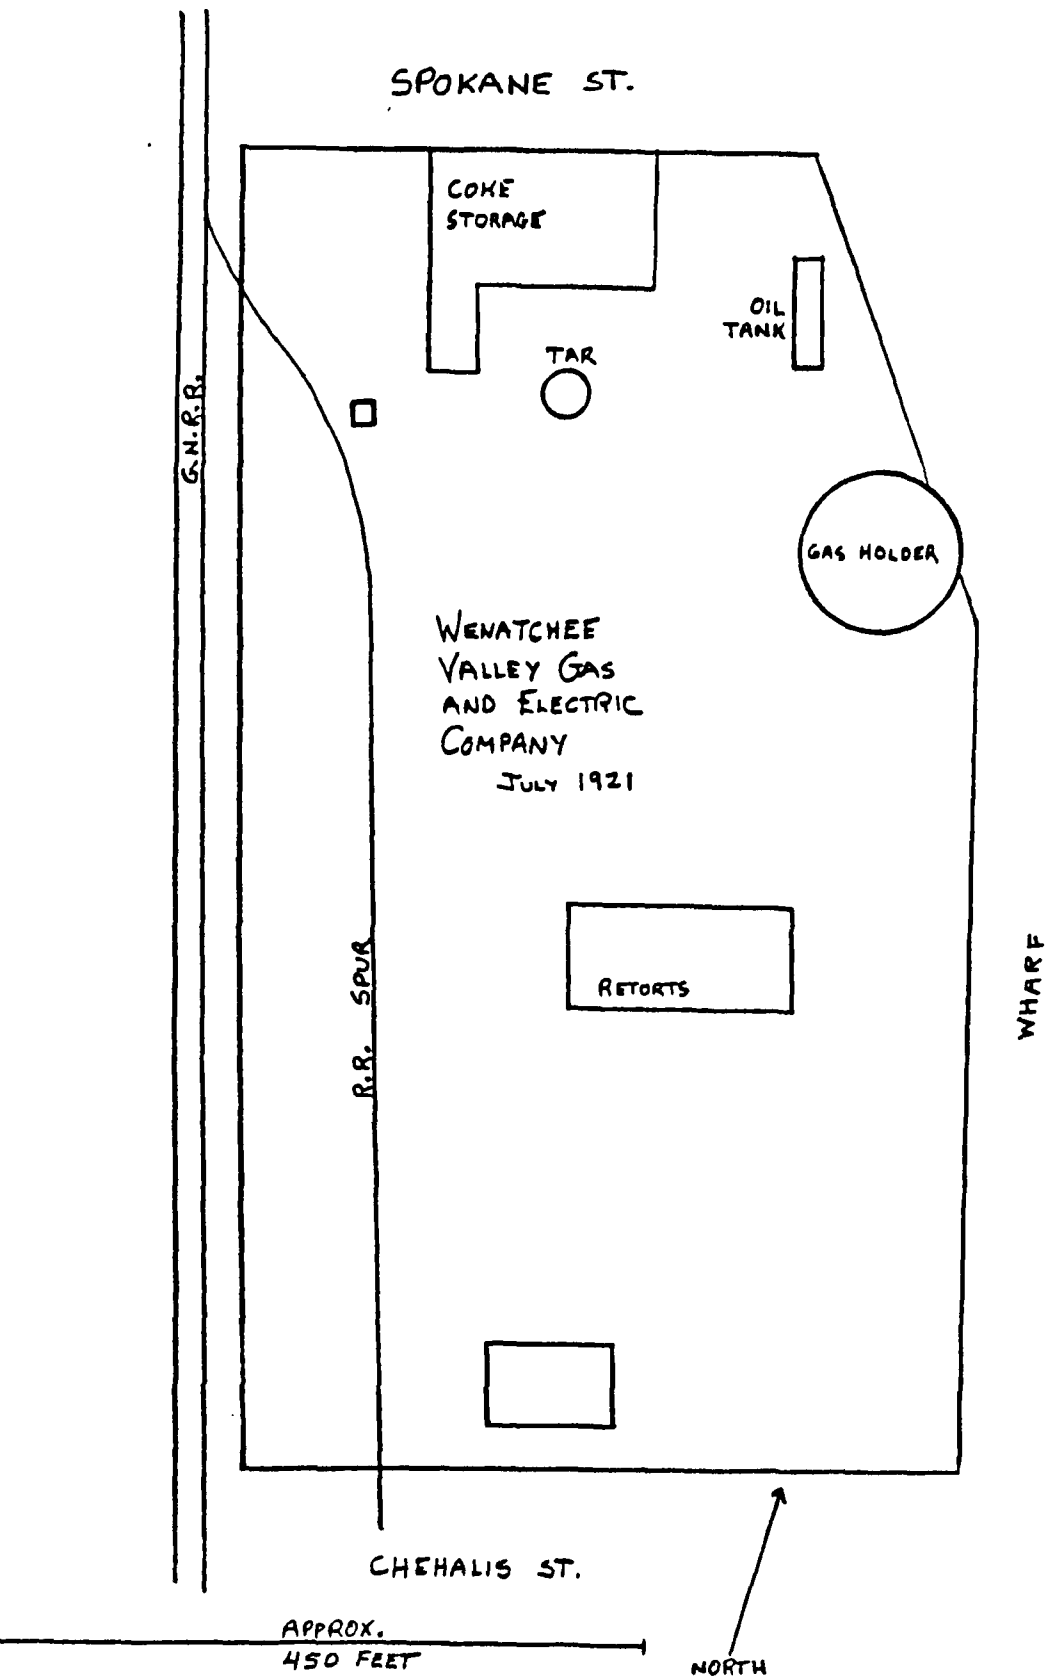 SPOKANE ST.
COKE
STORAGE
OIL
TANK
TAR
G.N.R.R.
GAS HOLDER
WENATCHEE
VALLEY GAS
AND ELECTRIC
COMPANY
JULY 1921
R.R. SPUR
RETORTS
WHARF
CHEHALIS ST.
APPROX.
450 FEET
NORTH